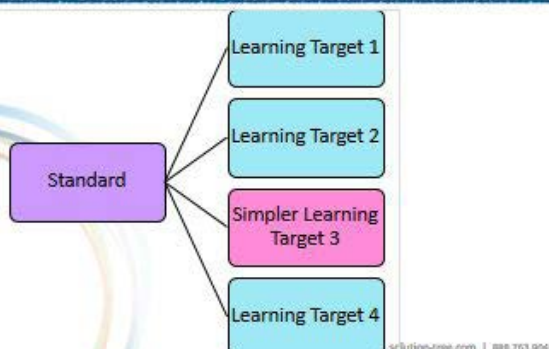 Learning Target 1
Learning Target 2
Standard
Simpler Learning
Target 3
Learning Target 4